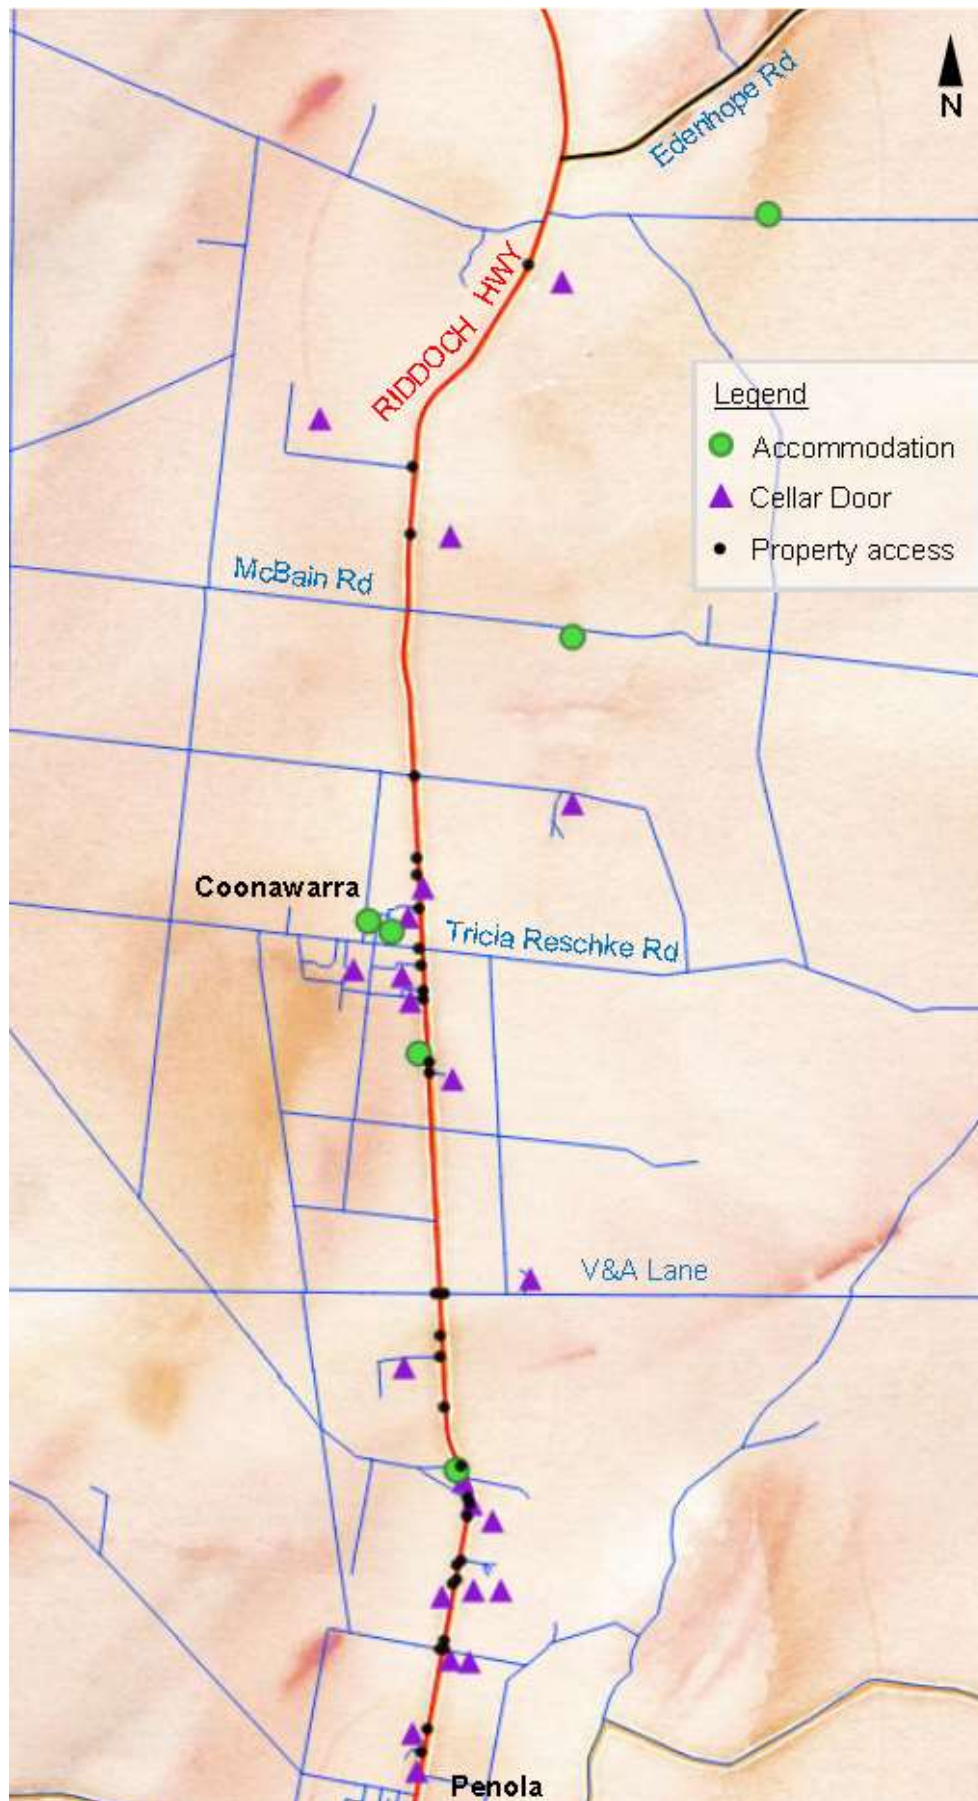 N
Edenhope Rd
RIDDOCH HWY
Legend
Accommodation
Cellar Door
Property access
McBain Rd
Coonawarra
Tricia Reschke Rd
V&A Lane
Penola